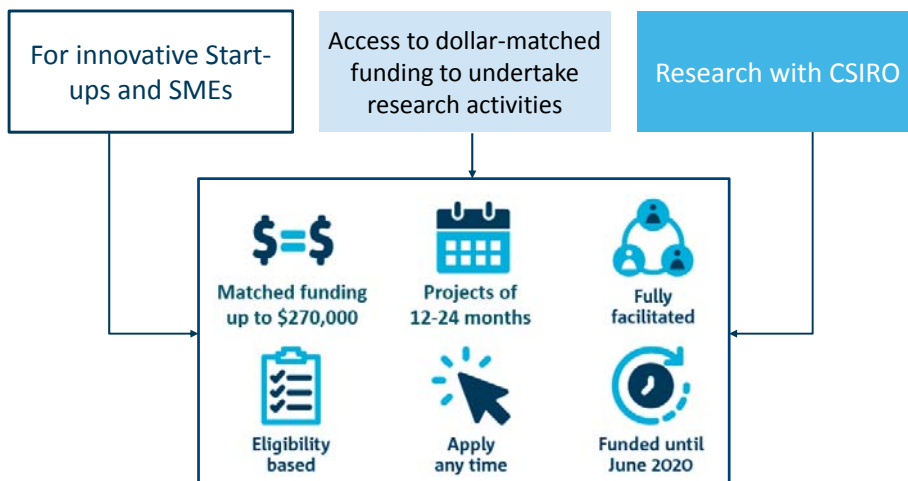 For innovative Start-
ups and SMEs
Access to dollar-matched
funding to undertake
research activities
Research with CSIRO
$=$
Matched funding
up to $270,000
Projects of
12-24 months
Fully
facilitated
Eligibility
based
Apply
any time
Funded until
June 2020